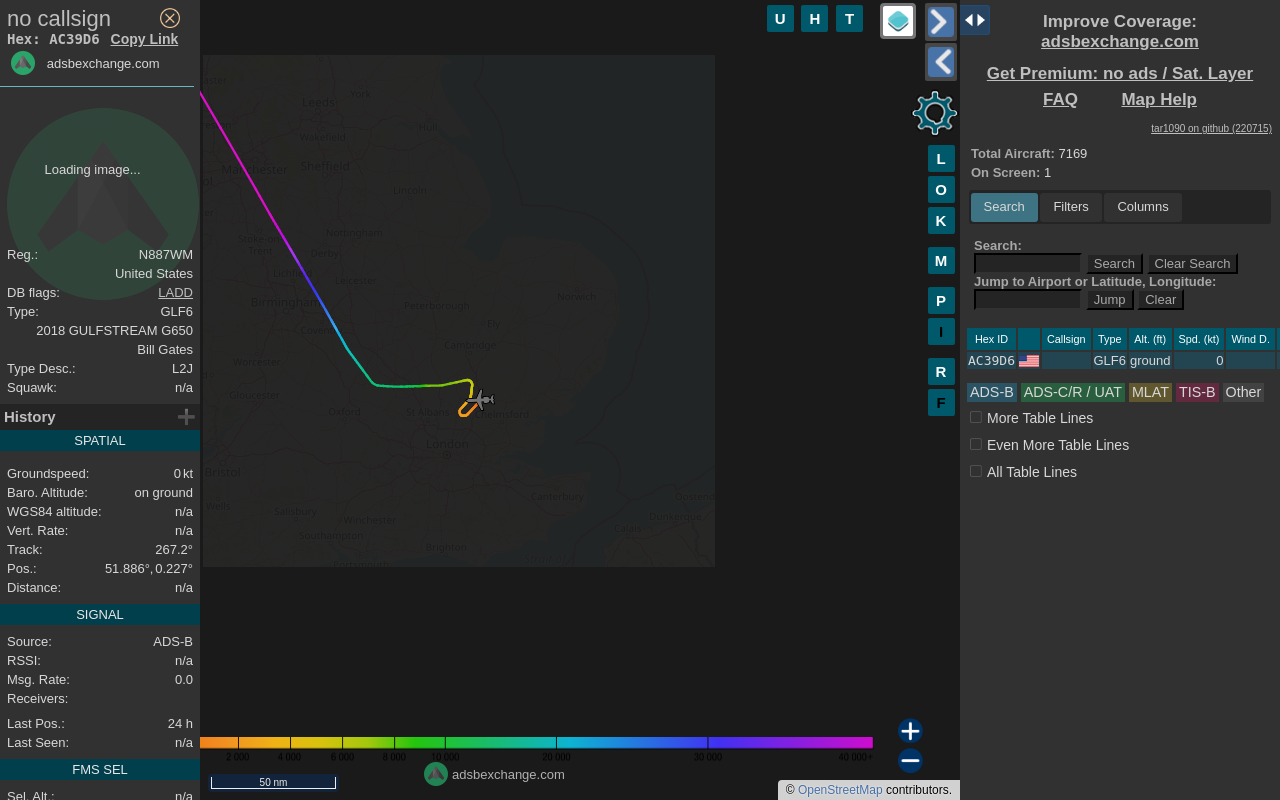 no callsign
Hex: AC39D6 Copy Link
adsbexchange.com
Loading image...
Reg.: N887WM
United States
DB flags: LADD
Type: GLF6
2018 GULFSTREAM G650
Bill Gates
Type Desc.: L2J
Squawk: n/a
History
SPATIAL
Groundspeed: 0 kt
Baro. Altitude: on ground
WGS84 altitude: n/a
Vert. Rate: n/a
Track: 267.2°
Pos.: 51.886°, 0.227°
Distance: n/a
SIGNAL
Source: ADS-B
RSSI: n/a
Msg. Rate: 0.0
Receivers:
Last Pos.: 24 h
Last Seen: n/a
FMS SEL
Sel. Alt.: n/a
U H T
L
O
K
M
P
I
R
F
York
Leeds
Hull
Wakefield
Manchester
Sheffield
Lincoln
Stoke-on-Trent
Nottingham
Derby
Lichfield
Leicester
Norwich
Birmingham
Peterborough
Ely
Coventry
Cambridge
Worcester
Gloucester
Oxford
St Albans
Chelmsford
London
Bristol
Wells
Salisbury
Winchester
Canterbury
Southampton
Brighton
Portsmouth
Dunkerque
2 000 4 000 6 000 8 000 10 000 20 000 30 000 40 000+
50 nm
adsbexchange.com
© OpenStreetMap contributors.
Improve Coverage:
adsbexchange.com
Get Premium: no ads / Sat. Layer
FAQ Map Help
tar1090 on github (220715)
Total Aircraft: 7169
On Screen: 1
Search Filters Columns
Search:
Search Clear Search
Jump to Airport or Latitude, Longitude:
Jump Clear
Hex ID Callsign Type Alt. (ft) Spd. (kt) Wind D.
AC39D6 GLF6 ground 0
ADS-B ADS-C/R / UAT MLAT TIS-B Other
More Table Lines
Even More Table Lines
All Table Lines